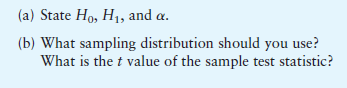 (a) State H₀, H₁, and α.
(b) What sampling distribution should you use?
What is the t value of the sample test statistic?